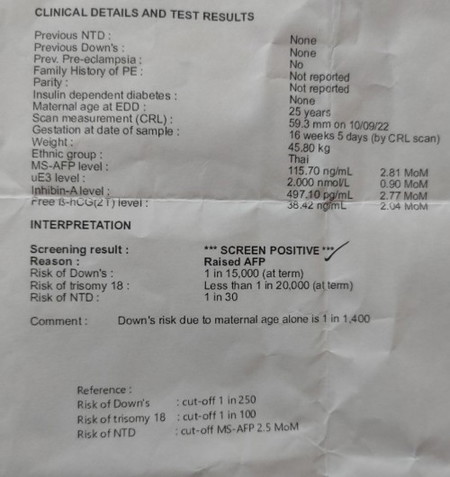 CLINICAL DETAILS AND TEST RESULTS
Previous NTD : None
Previous Down's : None
Prev. Pre-eclampsia : No
Family History of PE : Not reported
Parity : Not reported
Insulin dependent diabetes : None
Maternal age at EDD : 25 years
Scan measurement (CRL) : 59.3 mm on 10/09/22
Gestation at date of sample : 16 weeks 5 days (by CRL scan)
Weight : 45.80 kg
Ethnic group : Thai
MS-AFP level : 115.70 ng/mL 2.81 MoM
uE3 level : 2.000 nmol/L 0.90 MoM
Inhibin-A level : 497.10 pg/mL 2.77 MoM
Free ß-hCG(2T) level : 38.42 ng/mL 2.04 MoM
INTERPRETATION
Screening result : *** SCREEN POSITIVE ***
Reason : Raised AFP
Risk of Down's : 1 in 15,000 (at term)
Risk of trisomy 18 : Less than 1 in 20,000 (at term)
Risk of NTD : 1 in 30
Comment : Down's risk due to maternal age alone is 1 in 1,400
Reference :
Risk of Down's : cut-off 1 in 250
Risk of trisomy 18 : cut-off 1 in 100
Risk of NTD : cut-off MS-AFP 2.5 MoM